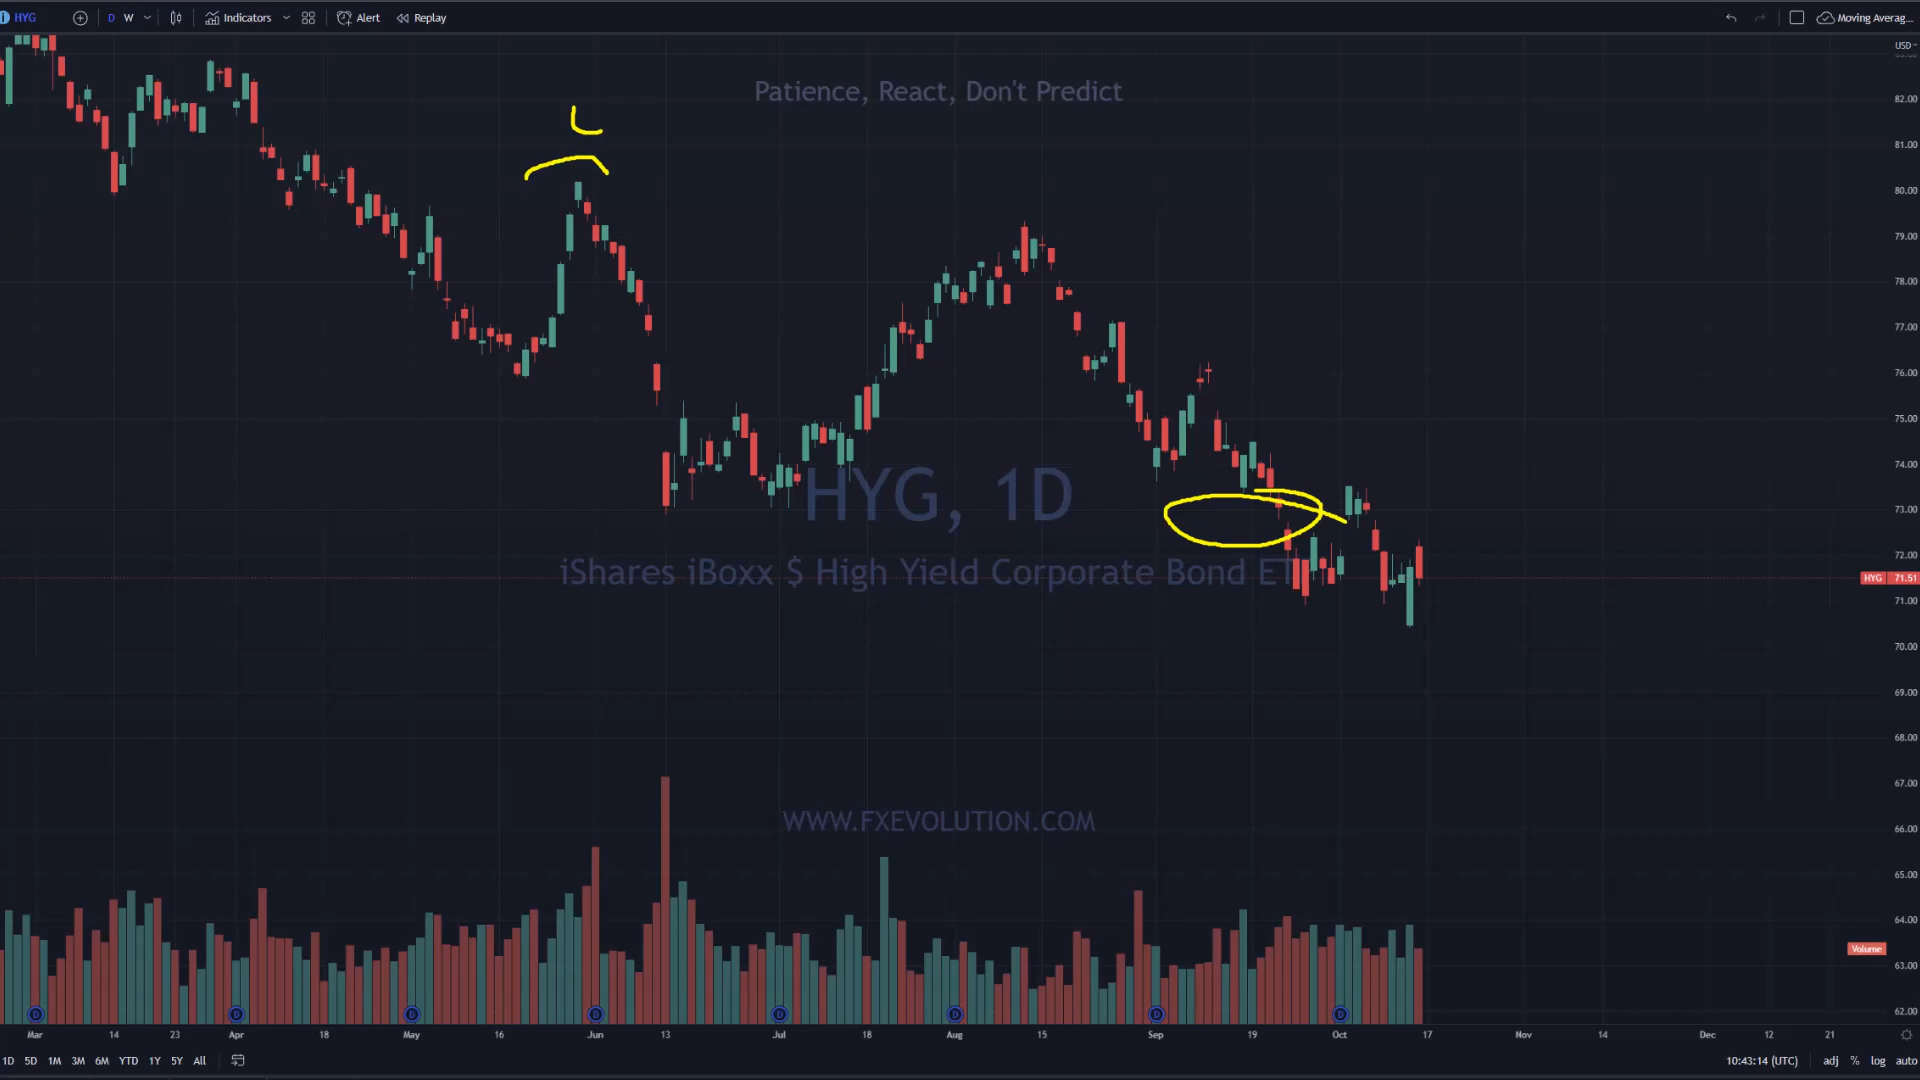 HYG D W Indicators Alert Replay Moving Averag...
USD
Patience, React, Don't Predict
82.00
81.00
80.00
79.00
78.00
77.00
76.00
75.00
74.00
73.00
72.00
HYG 71.51
71.00
70.00
69.00
68.00
67.00
66.00
65.00
64.00
63.00
62.00
HYG, 1D
iShares iBoxx $ High Yield Corporate Bond ET
WWW.FXEVOLUTION.COM
Volume
D D D D D D D D
Mar 14 23 Apr 18 May 16 Jun 13 Jul 18 Aug 15 Sep 19 Oct 17 Nov 14 Dec 12 21
1D 5D 1M 3M 6M YTD 1Y 5Y All 10:43:14 (UTC) adj % log auto